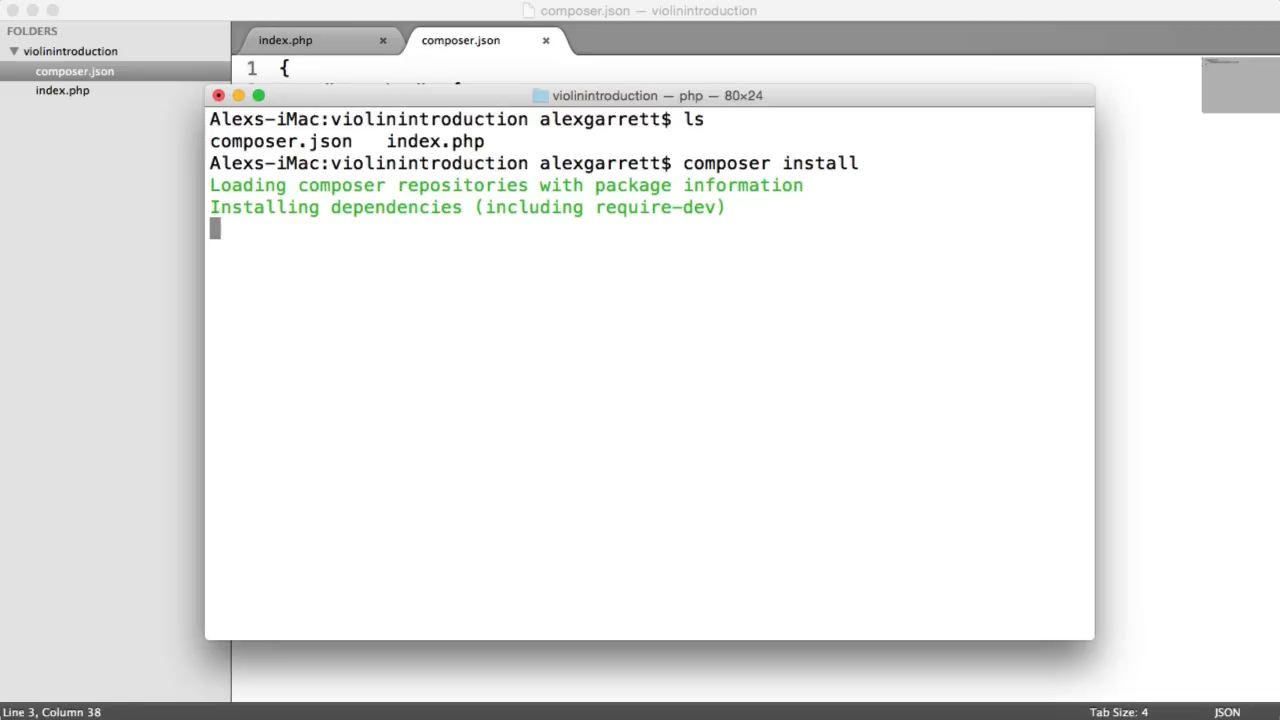 composer.json — violinintroduction
FOLDERS
violinintroduction
composer.json
index.php
index.php
composer.json
1 {
violinintroduction — php — 80×24
Alexs-iMac:violinintroduction alexgarrett$ ls
composer.json index.php
Alexs-iMac:violinintroduction alexgarrett$ composer install
Loading composer repositories with package information
Installing dependencies (including require-dev)
Line 3, Column 38
Tab Size: 4
JSON